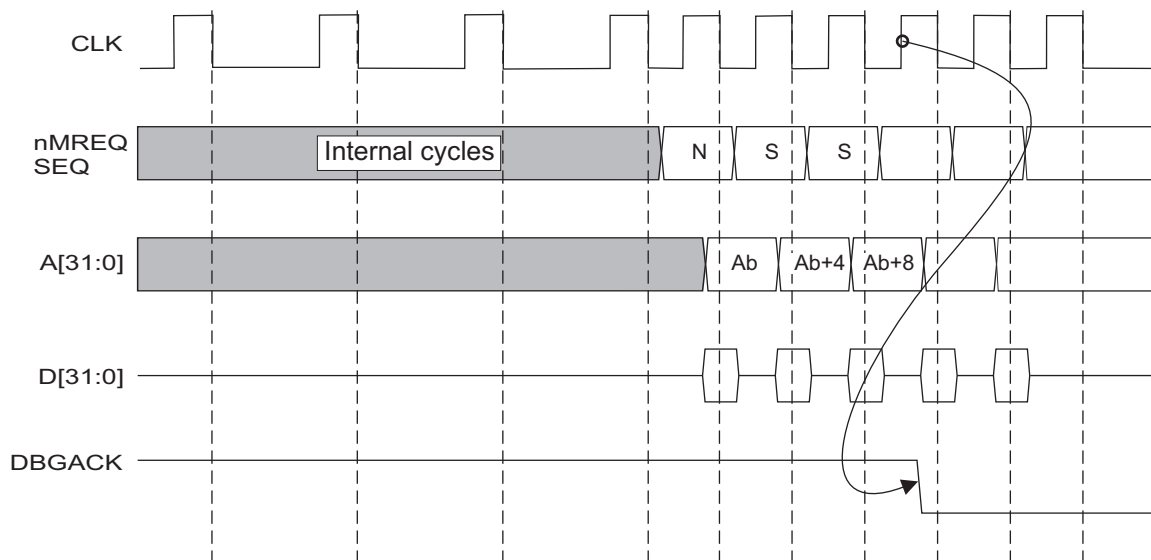 CLK
nMREQ
SEQ
Internal cycles
N
S
S
A[31:0]
Ab
Ab+4
Ab+8
D[31:0]
DBGACK